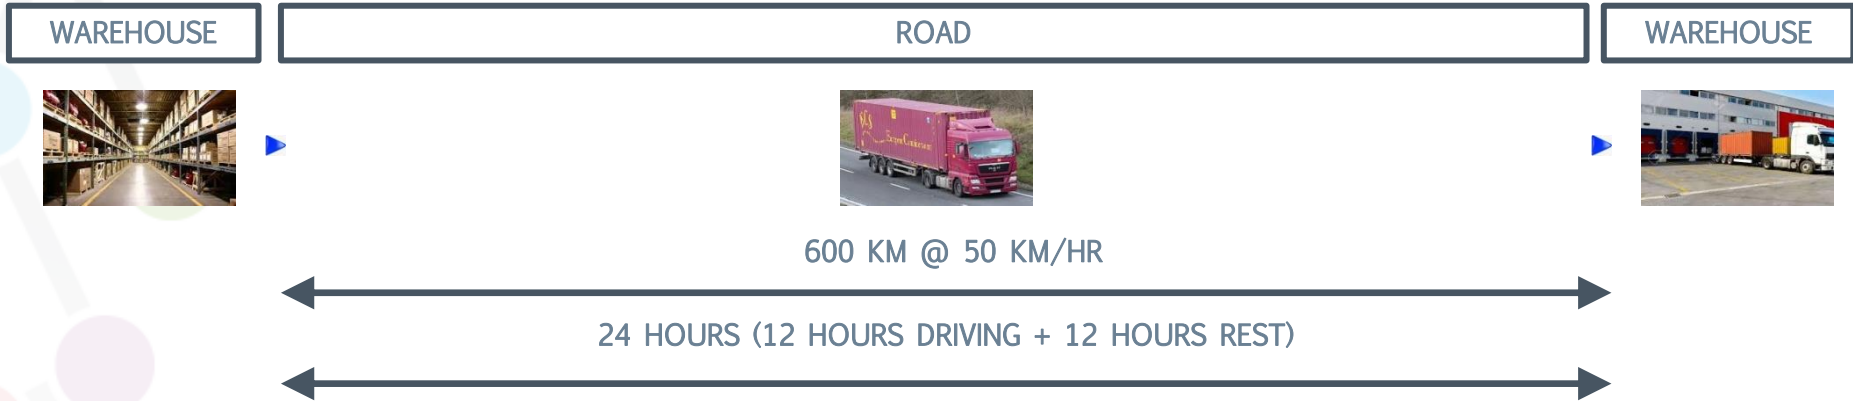 WAREHOUSE
ROAD
WAREHOUSE
600 KM @ 50 KM/HR
24 HOURS (12 HOURS DRIVING + 12 HOURS REST)